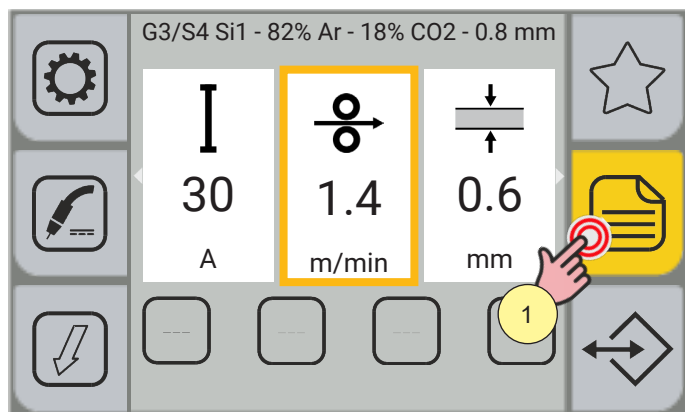 G3/S4 Si1 - 82% Ar - 18% CO2 - 0.8 mm
30 1.4 0.6
A m/min mm
--- --- ---
1